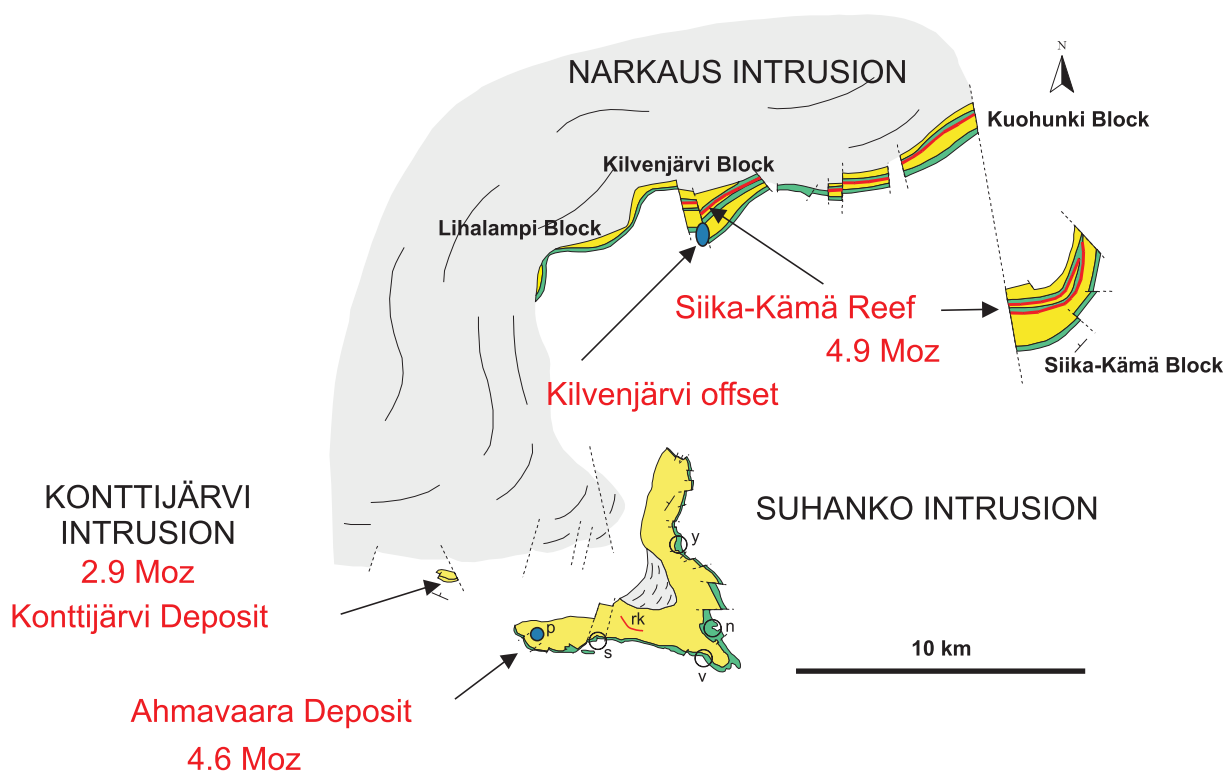 N
NARKAUS INTRUSION
Kuohunki Block
Kilvenjärvi Block
Lihalampi Block
Siika-Kämä Reef
4.9 Moz
Siika-Kämä Block
Kilvenjärvi offset
KONTTIJÄRVI
INTRUSION
2.9 Moz
Konttijärvi Deposit
SUHANKO INTRUSION
y
p
rk
n
s
v
10 km
Ahmavaara Deposit
4.6 Moz